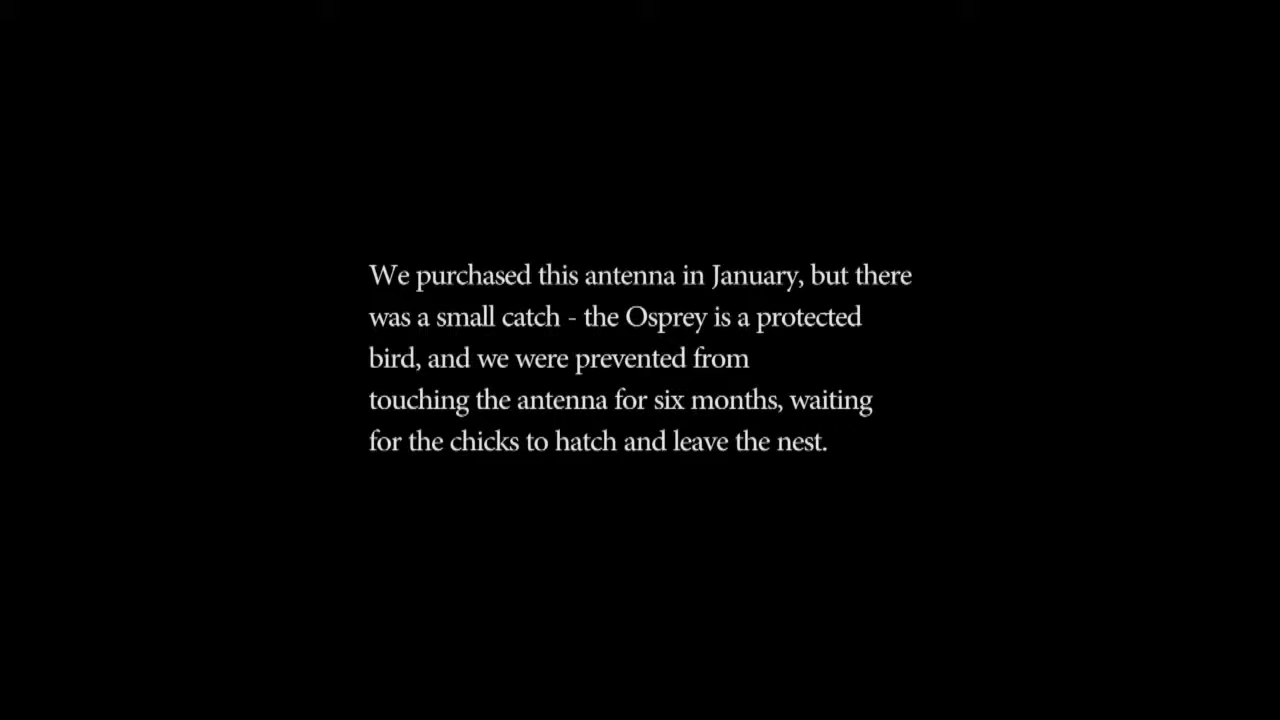 We purchased this antenna in January, but there
was a small catch - the Osprey is a protected
bird, and we were prevented from
touching the antenna for six months, waiting
for the chicks to hatch and leave the nest.